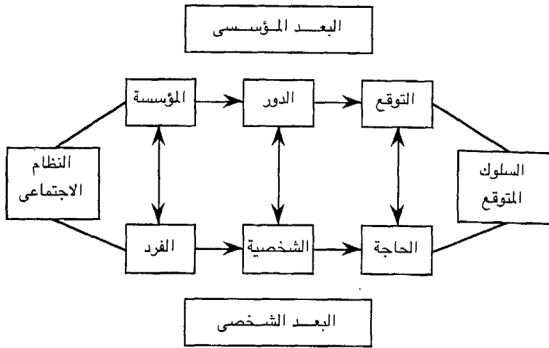 البعد المؤسسى
المؤسسة
الدور
التوقع
النظام
الاجتماعى
السلوك
المتوقع
الفرد
الشخصية
الحاجة
البعد الشخصى